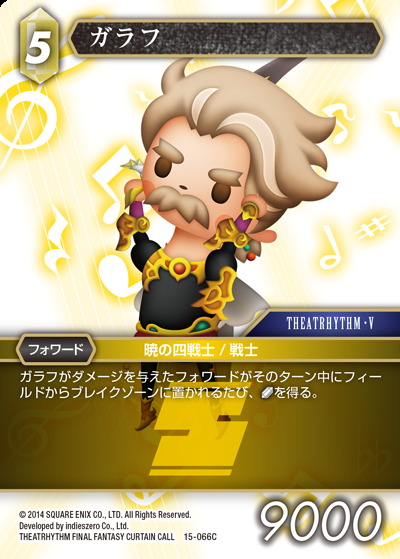 5
ガラフ
THEATRHYTHM・V
フォワード
暁の四戦士 / 戦士
ガラフがダメージを与えたフォワードがそのターン中にフィー
ルドからブレイクゾーンに置かれるたび、を得る。
© 2014 SQUARE ENIX CO., LTD. All Rights Reserved.
Developed by indieszero Co., Ltd.
THEATRHYTHM FINAL FANTASY CURTAIN CALL 15-066C
9000